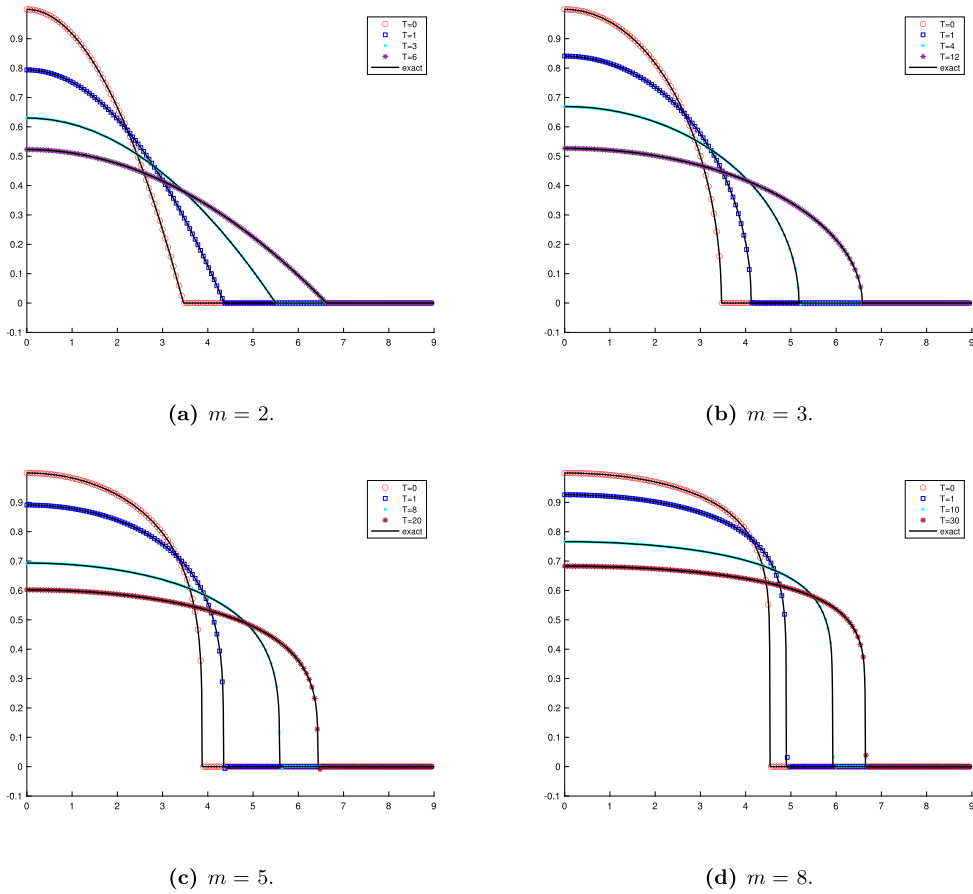 T=0
T=1
T=3
T=6
exact
0.9
0.8
0.7
0.6
0.5
0.4
0.3
0.2
0.1
0
-0.1
0 1 2 3 4 5 6 7 8 9
(a) m = 2.
T=0
T=1
T=4
T=12
exact
0.9
0.8
0.7
0.6
0.5
0.4
0.3
0.2
0.1
0
-0.1
0 1 2 3 4 5 6 7 8 9
(b) m = 3.
T=0
T=1
T=8
T=20
exact
0.9
0.8
0.7
0.6
0.5
0.4
0.3
0.2
0.1
0
-0.1
0 1 2 3 4 5 6 7 8 9
(c) m = 5.
T=0
T=1
T=10
T=30
exact
0.9
0.8
0.7
0.6
0.5
0.4
0.3
0.2
0.1
0
-0.1
0 1 2 3 4 5 6 7 8 9
(d) m = 8.